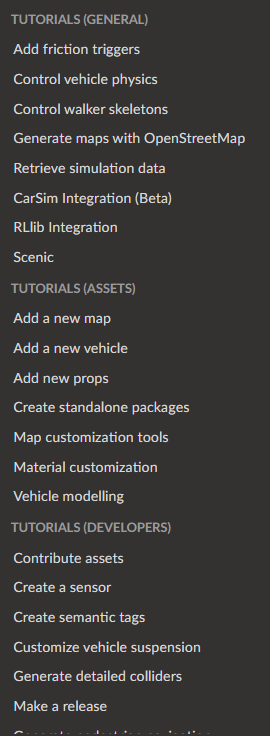 TUTORIALS (GENERAL)
Add friction triggers
Control vehicle physics
Control walker skeletons
Generate maps with OpenStreetMap
Retrieve simulation data
CarSim Integration (Beta)
RLlib Integration
Scenic
TUTORIALS (ASSETS)
Add a new map
Add a new vehicle
Add new props
Create standalone packages
Map customization tools
Material customization
Vehicle modelling
TUTORIALS (DEVELOPERS)
Contribute assets
Create a sensor
Create semantic tags
Customize vehicle suspension
Generate detailed colliders
Make a release